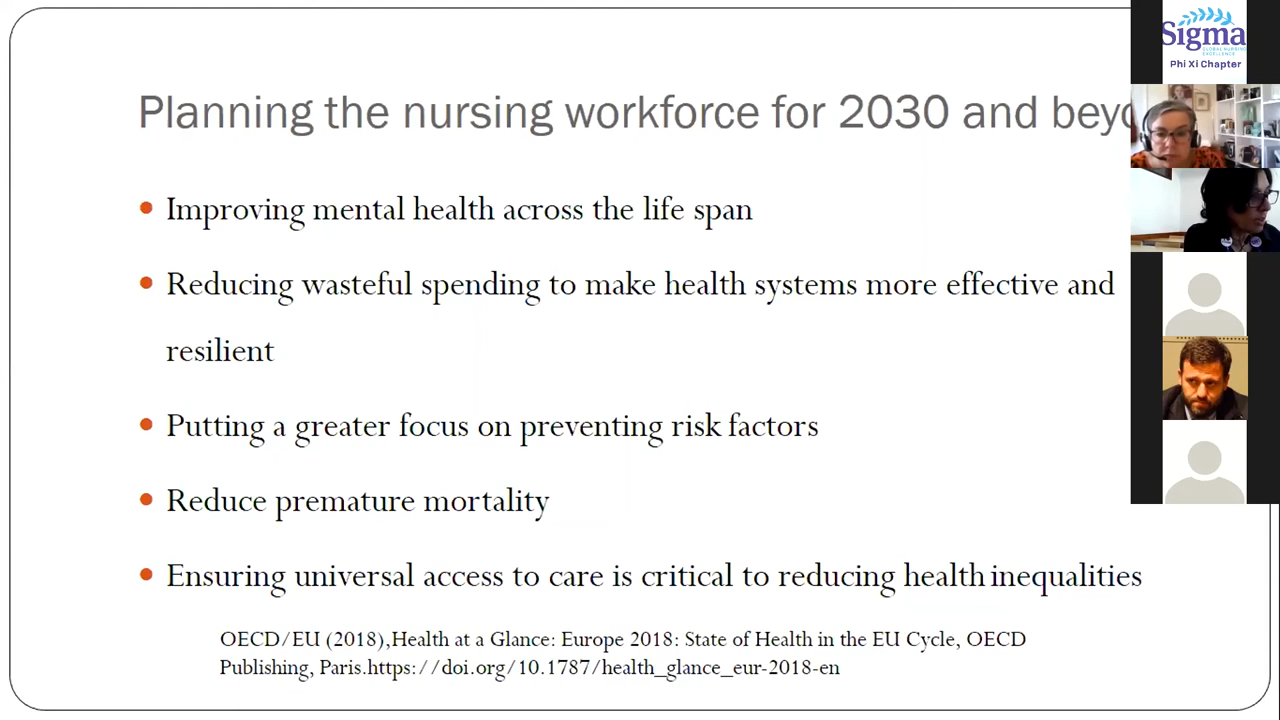 Planning the nursing workforce for 2030 and
• Improving mental health across the life span
• Reducing wasteful spending to make health systems more effective and
resilient
• Putting a greater focus on preventing risk factors
• Reduce premature mortality
• Ensuring universal access to care is critical to reducing health inequalities
OECD/EU (2018),Health at a Glance: Europe 2018: State of Health in the EU Cycle, OECD
Publishing, Paris.https://doi.org/10.1787/health_glance_eur-2018-en
Sigma
GLOBAL NURSING
EXCELLENCE
Phi Xi Chapter